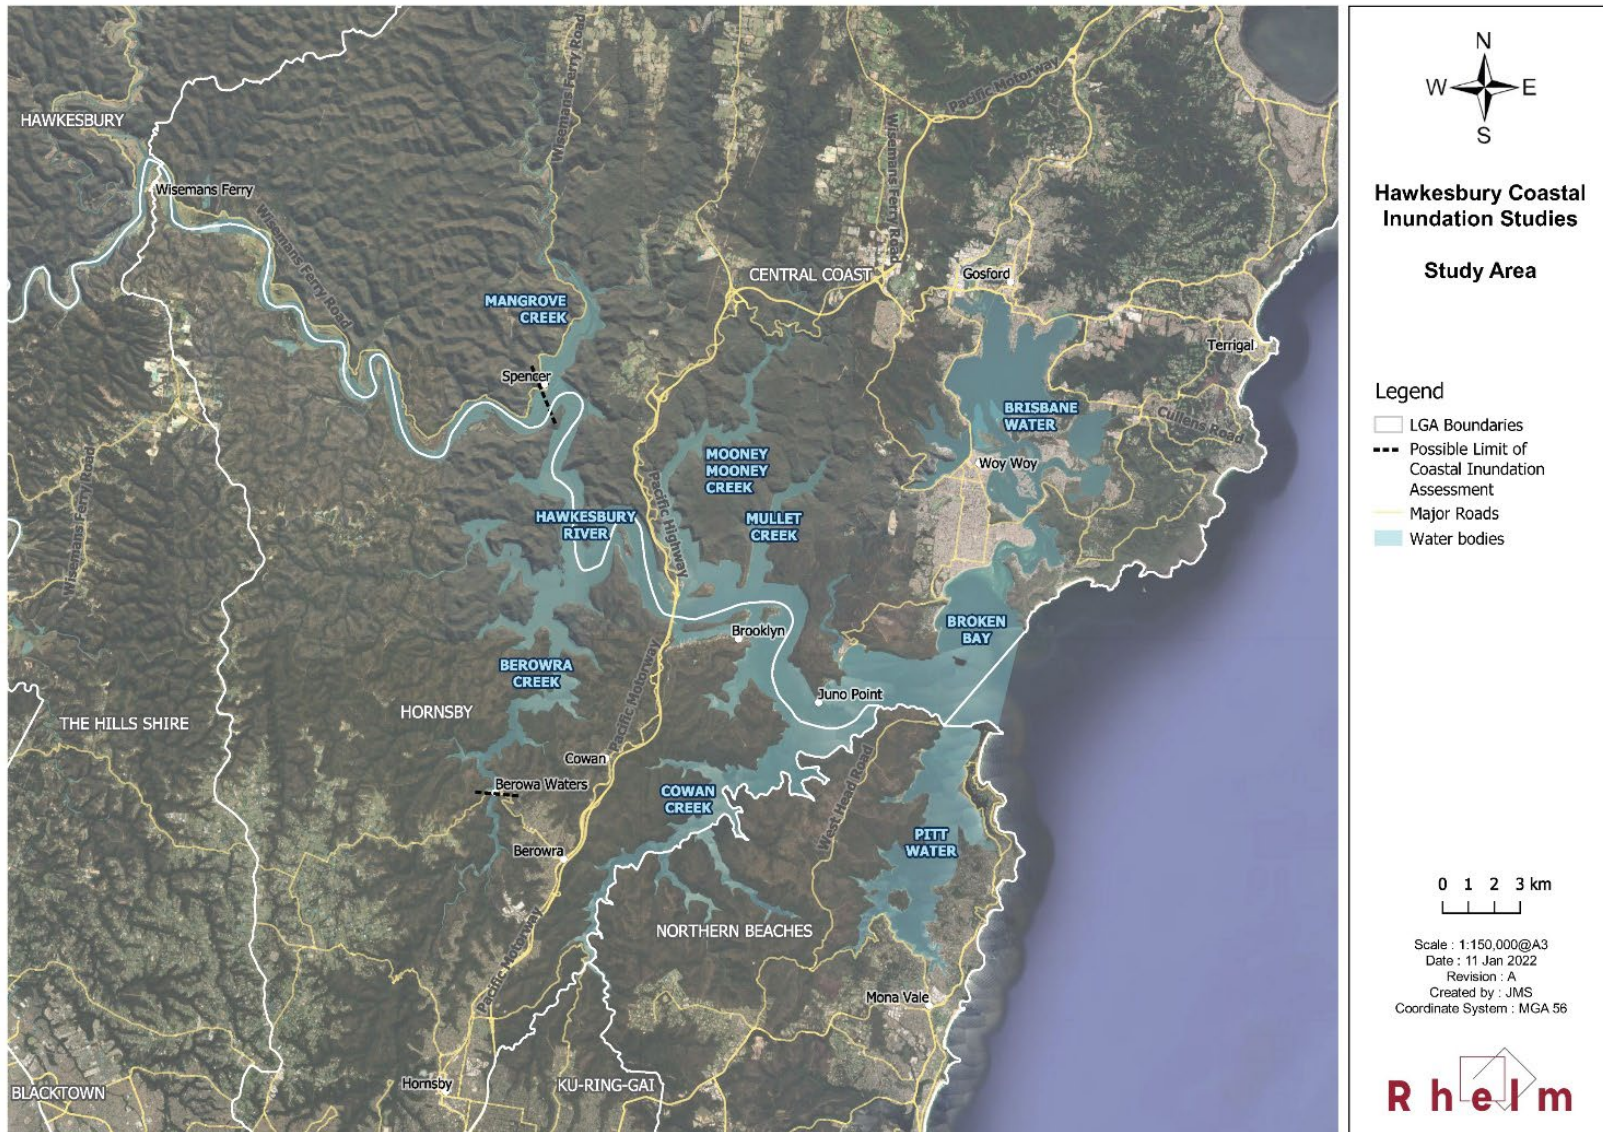 HAWKESBURY
Wisemans Ferry
Wisemans Ferry Road
Wisemans Ferry Road
Pacific Motorway
Wisemans Ferry Road
MANGROVE
CREEK
CENTRAL COAST
Gosford
Terrigal
Spencer
BRISBANE
WATER
Cullens Road
MOONEY
MOONEY
CREEK
Woy Woy
Wisemans Ferry Road
HAWKESBURY
RIVER
Pacific Highway
MULLET
CREEK
BROKEN
BAY
Brooklyn
BEROWRA
CREEK
Pacific Motorway
Juno Point
HORNSBY
THE HILLS SHIRE
Cowan
West Head Road
Berowa Waters
COWAN
CREEK
PITT
WATER
Berowra
NORTHERN BEACHES
Pacific Motorway
Mona Vale
Hornsby
KU-RING-GAI
BLACKTOWN
N
W E
S
Hawkesbury Coastal
Inundation Studies
Study Area
Legend
LGA Boundaries
Possible Limit of
Coastal Inundation
Assessment
Major Roads
Water bodies
0 1 2 3 km
Scale : 1:150,000@A3
Date : 11 Jan 2022
Revision : A
Created by : JMS
Coordinate System : MGA 56
Rhelm